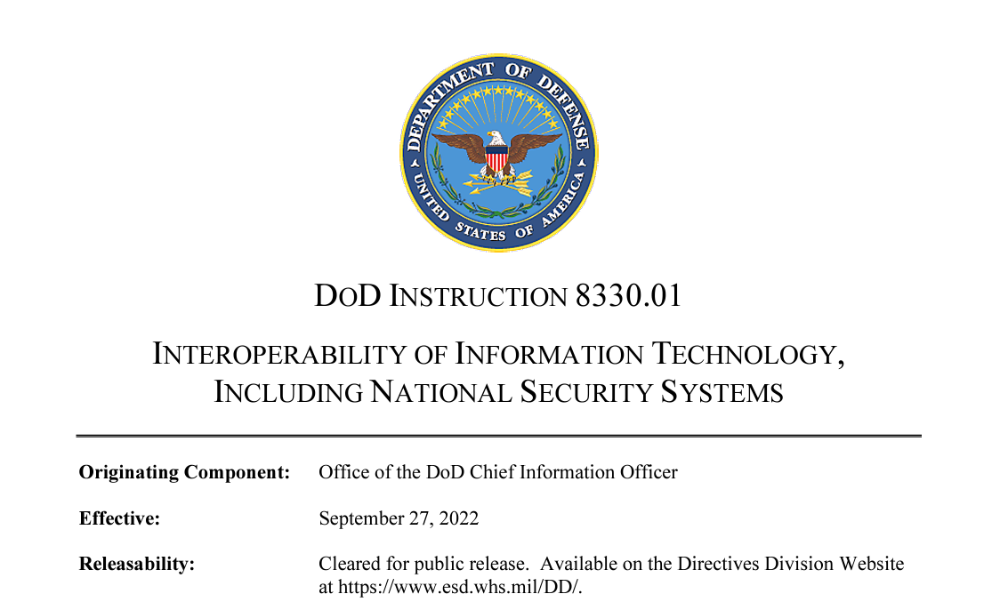 DEPARTMENT OF DEFENSE
UNITED STATES OF AMERICA
DOD INSTRUCTION 8330.01
INTEROPERABILITY OF INFORMATION TECHNOLOGY,
INCLUDING NATIONAL SECURITY SYSTEMS
Originating Component: Office of the DoD Chief Information Officer
Effective: September 27, 2022
Releasability: Cleared for public release. Available on the Directives Division Website
at https://www.esd.whs.mil/DD/.